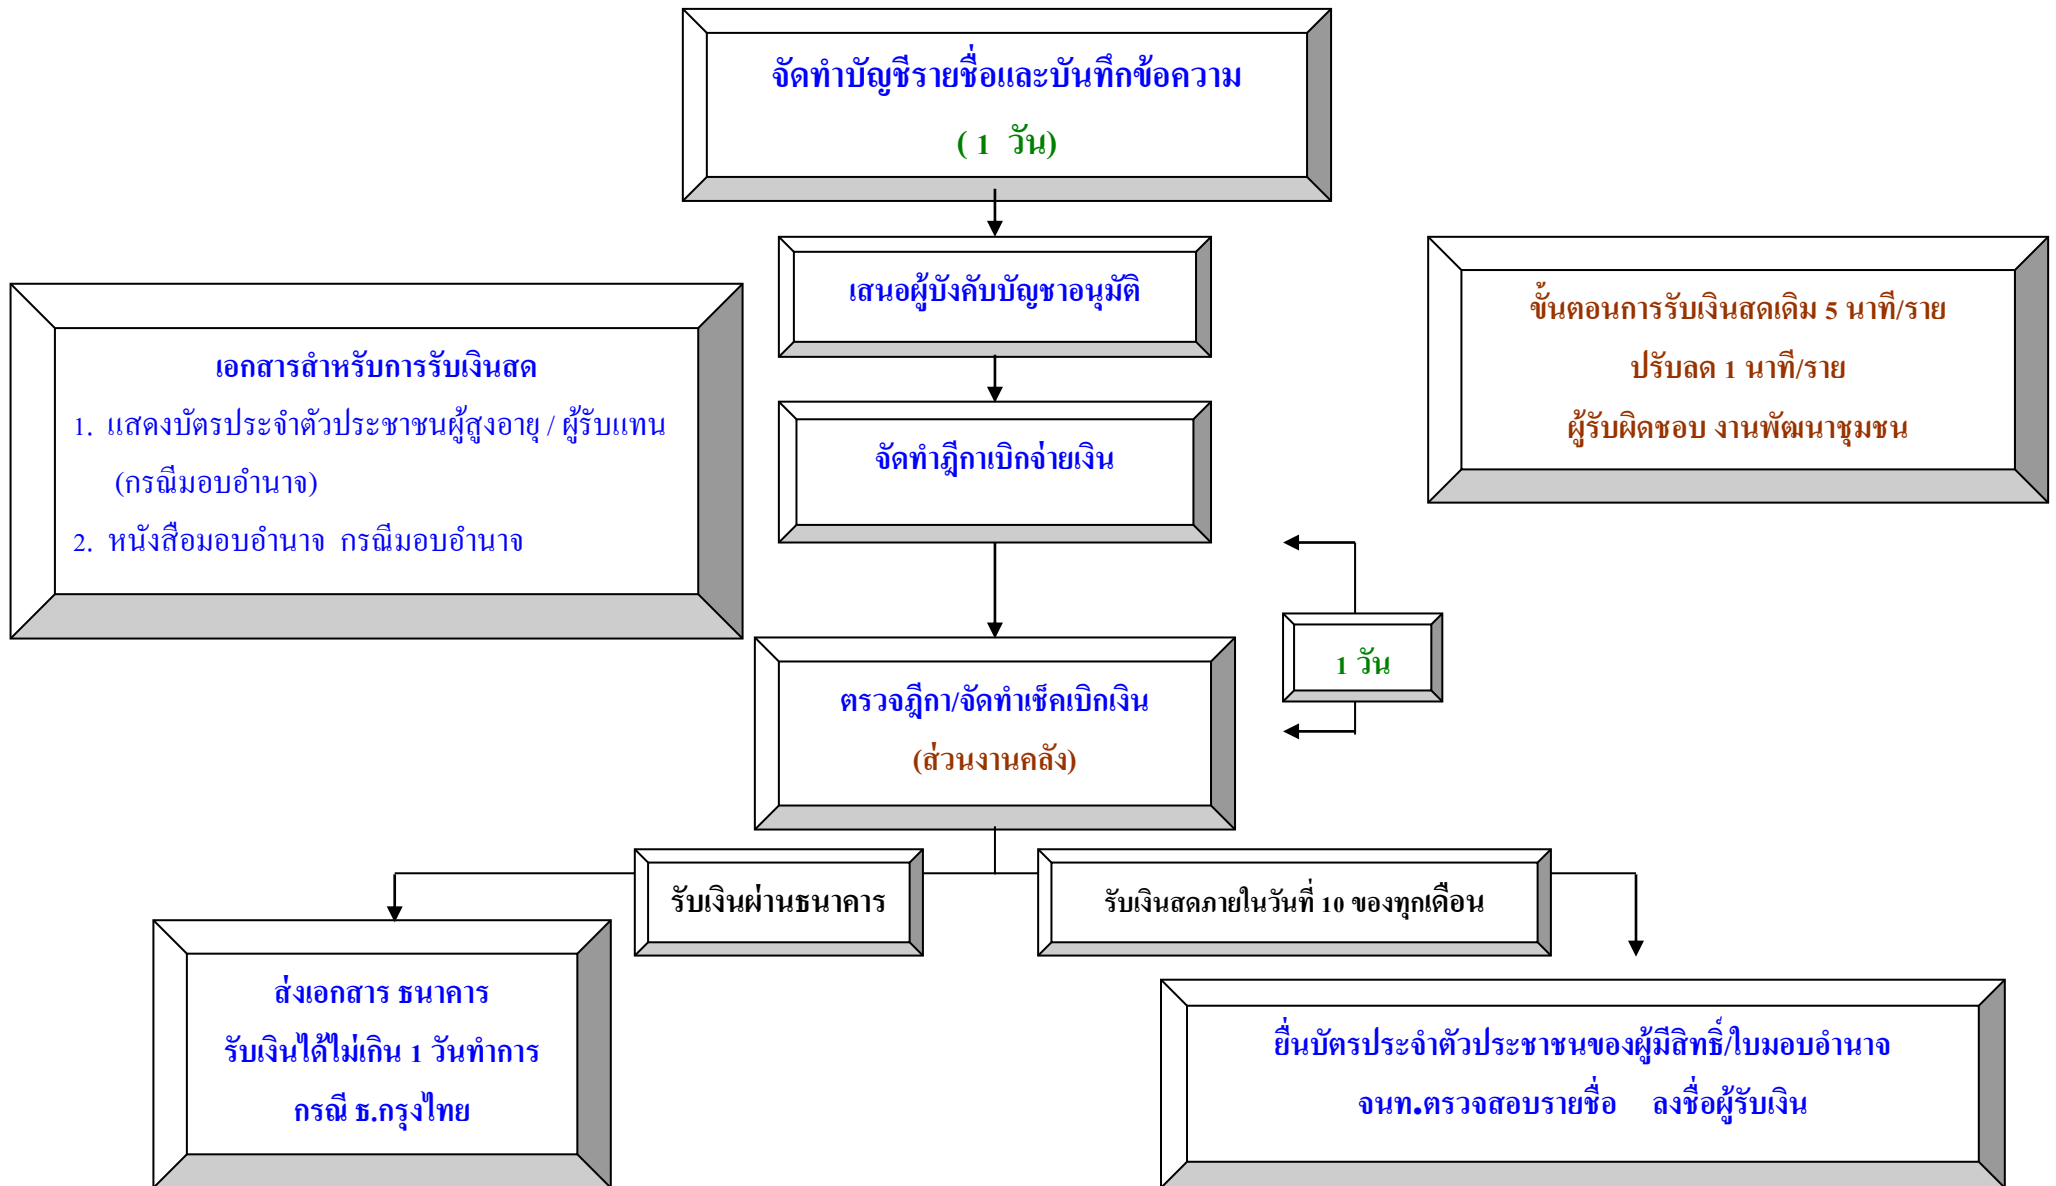 จัดทำบัญชีรายชื่อและบันทึกข้อความ
( 1 วัน)
เสนอผู้บังคับบัญชาอนุมัติ
ขั้นตอนการรับเงินสดเดิม 5 นาที/ราย
ปรับลด 1 นาที/ราย
ผู้รับผิดชอบ งานพัฒนาชุมชน
เอกสารสำหรับการรับเงินสด
1. แสดงบัตรประจำตัวประชาชนผู้สูงอายุ / ผู้รับแทน
(กรณีมอบอำนาจ)
2. หนังสือมอบอำนาจ กรณีมอบอำนาจ
จัดทำฎีกาเบิกจ่ายเงิน
1 วัน
ตรวจฎีกา/จัดทำเช็คเบิกเงิน
(ส่วนงานคลัง)
รับเงินผ่านธนาคาร
รับเงินสดภายในวันที่ 10 ของทุกเดือน
ส่งเอกสาร ธนาคาร
รับเงินได้ไม่เกิน 1 วันทำการ
กรณี ธ.กรุงไทย
ยื่นบัตรประจำตัวประชาชนของผู้มีสิทธิ์/ใบมอบอำนาจ
จนท.ตรวจสอบรายชื่อ ลงชื่อผู้รับเงิน